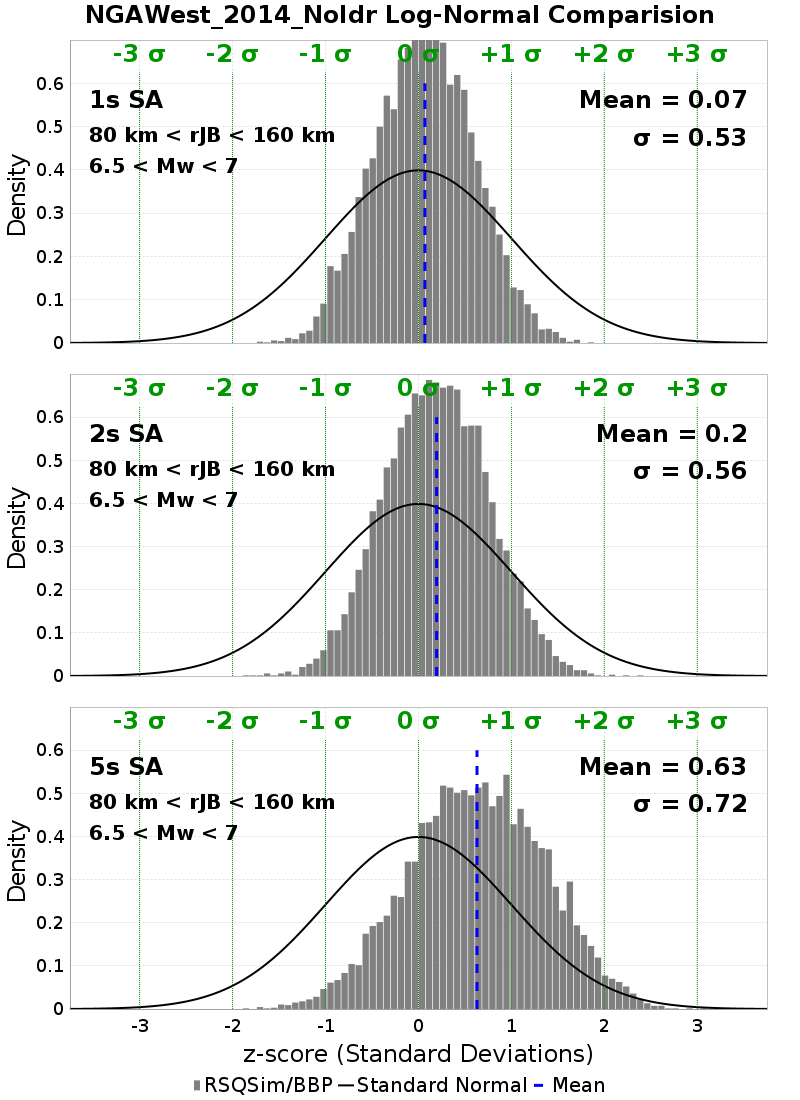 NGAWest_2014_NoIdr Log-Normal Comparision
-3 σ -2 σ -1 σ 0 σ +1 σ +2 σ +3 σ
1s SA
Mean = 0.07
80 km < rJB < 160 km
σ = 0.53
6.5 < Mw < 7
Density
0.6
0.5
0.4
0.3
0.2
0.1
0
-3 σ -2 σ -1 σ 0 σ +1 σ +2 σ +3 σ
2s SA
Mean = 0.2
80 km < rJB < 160 km
σ = 0.56
6.5 < Mw < 7
Density
0.6
0.5
0.4
0.3
0.2
0.1
0
-3 σ -2 σ -1 σ 0 σ +1 σ +2 σ +3 σ
5s SA
Mean = 0.63
80 km < rJB < 160 km
σ = 0.72
6.5 < Mw < 7
Density
0.6
0.5
0.4
0.3
0.2
0.1
0
-3 -2 -1 0 1 2 3
z-score (Standard Deviations)
RSQSim/BBP Standard Normal Mean